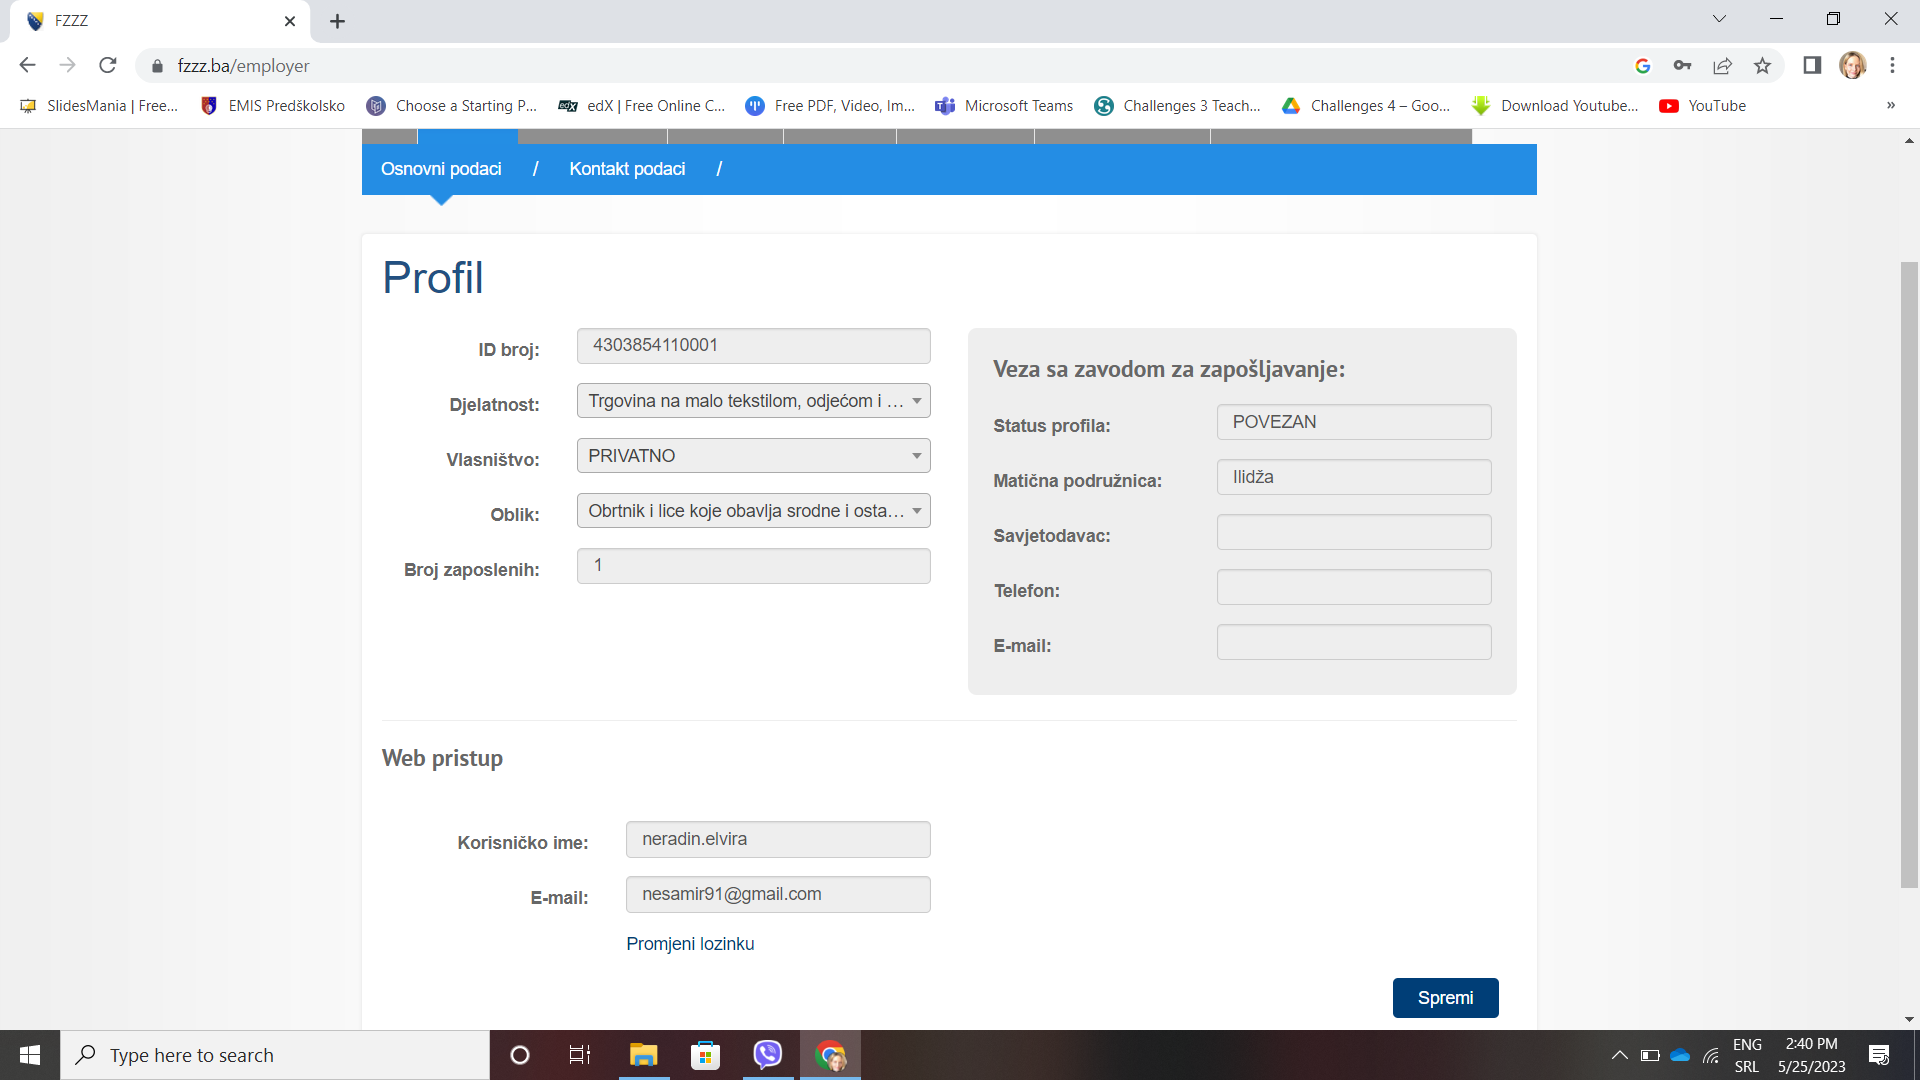 FZZZ
fzzz.ba/employer
SlidesMania | Free...
EMIS Predškolsko
Choose a Starting P...
edX | Free Online C...
Free PDF, Video, Im...
Microsoft Teams
Challenges 3 Teach...
Challenges 4 – Goo...
Download Youtube...
YouTube
»
Osnovni podaci / Kontakt podaci /
Profil
ID broj: 4303854110001
Djelatnost: Trgovina na malo tekstilom, odjećom i ...
Vlasništvo: PRIVATNO
Oblik: Obrtnik i lice koje obavlja srodne i osta...
Broj zaposlenih: 1
Veza sa zavodom za zapošljavanje:
Status profila: POVEZAN
Matična podružnica: Ilidža
Savjetodavac:
Telefon:
E-mail:
Web pristup
Korisničko ime: neradin.elvira
E-mail: nesamir91@gmail.com
Promjeni lozinku
Spremi
Type here to search
ENG
SRL
2:40 PM
5/25/2023